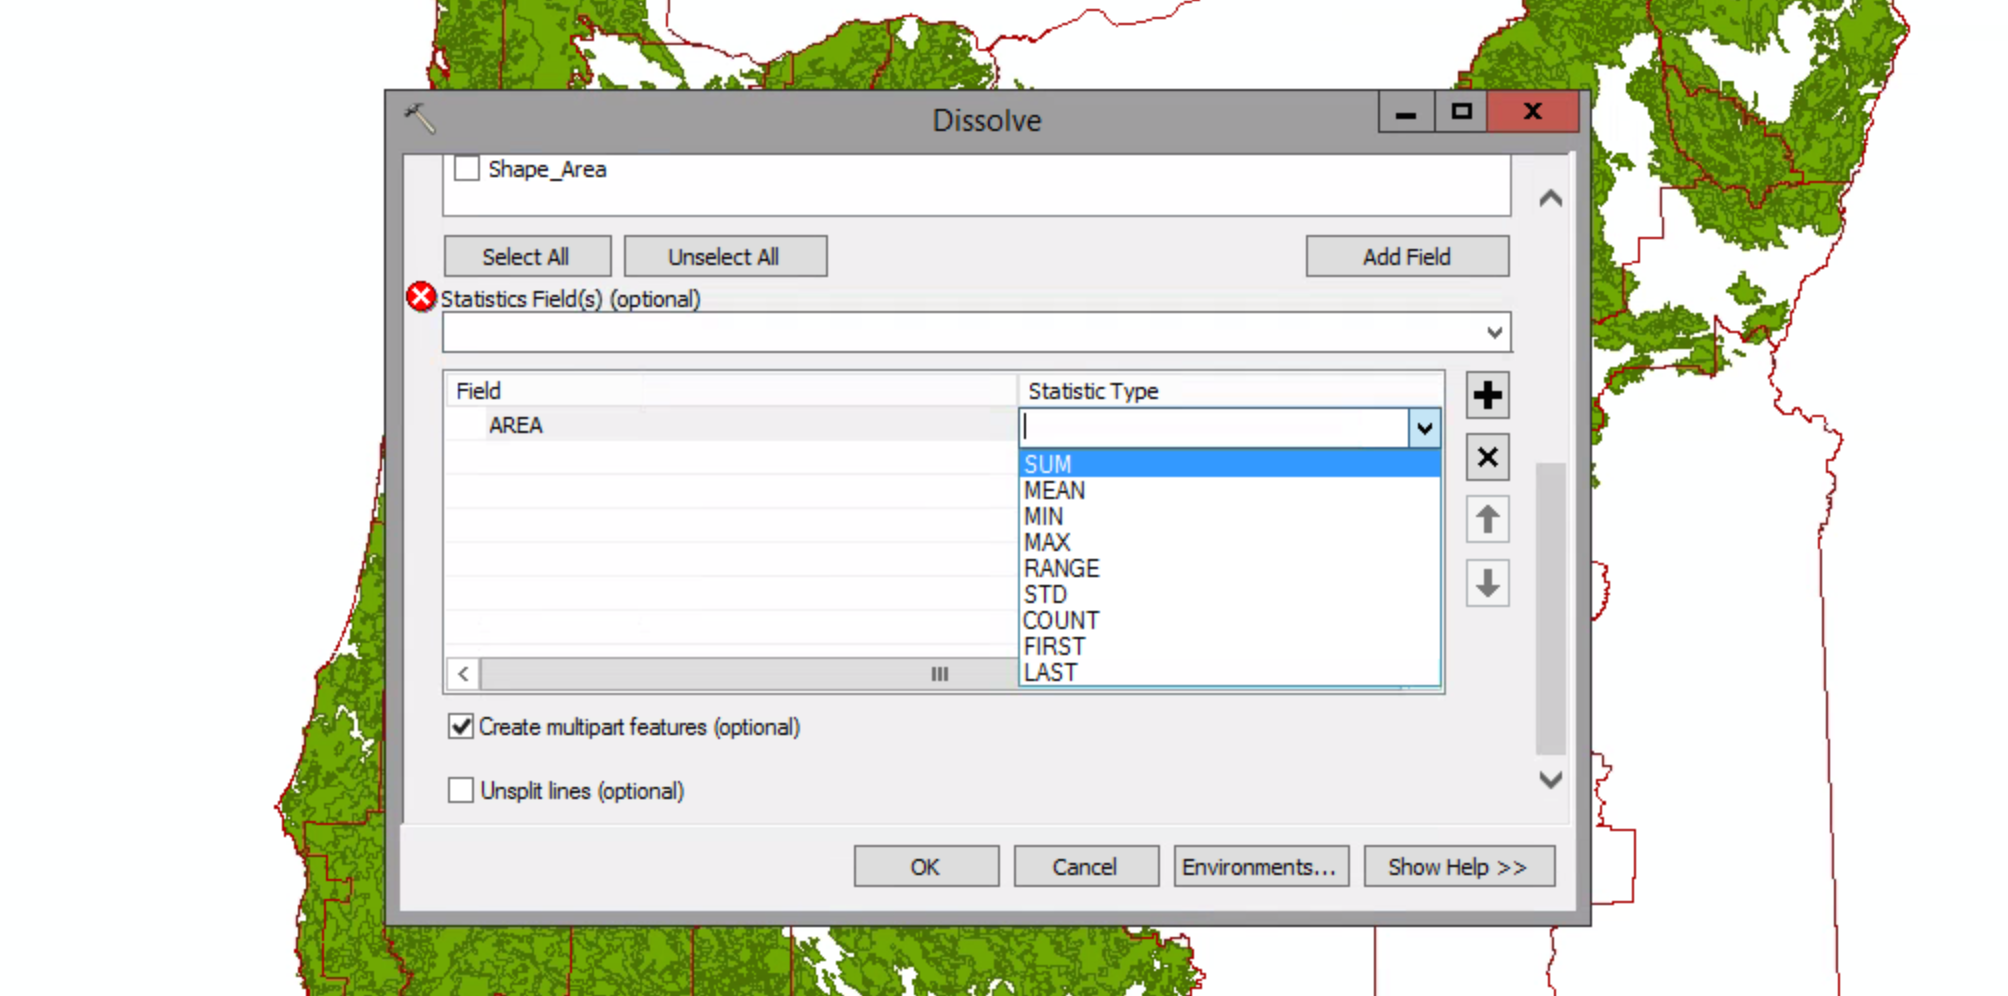 Dissolve
Shape_Area
Select All
Unselect All
Add Field
Statistics Field(s) (optional)
Field
Statistic Type
AREA
SUM
MEAN
MIN
MAX
RANGE
STD
COUNT
FIRST
LAST
Create multipart features (optional)
Unsplit lines (optional)
OK
Cancel
Environments...
Show Help >>